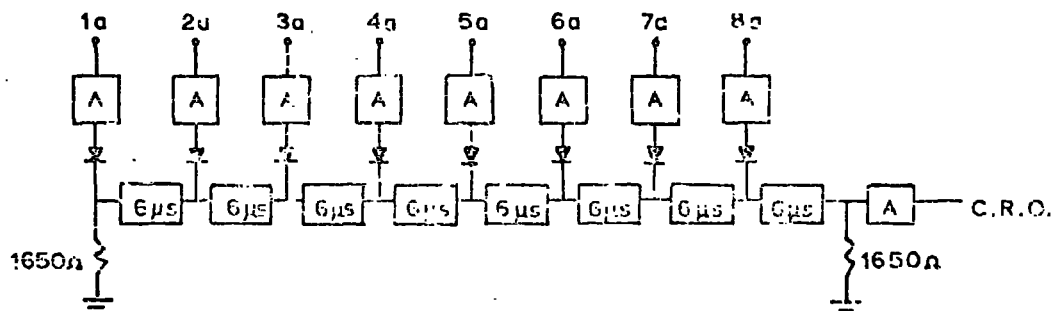 1a 2a 3a 4a 5a 6a 7a 8a
A A A A A A A A
6µs 6µs 6µs 6µs 6µs 6µs 6µs 6µs A C.R.O.
1650Ω 1650Ω